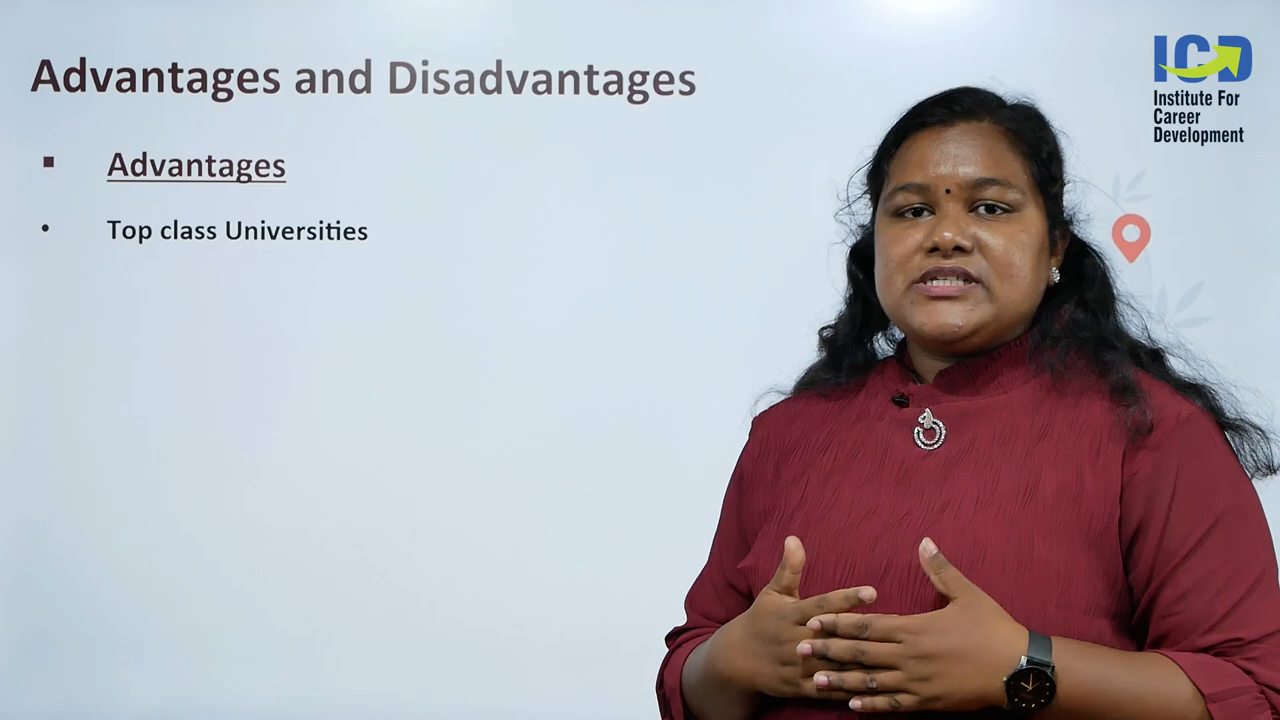 Advantages and Disadvantages
Advantages
Top class Universities
ICD
Institute For
Career
Development